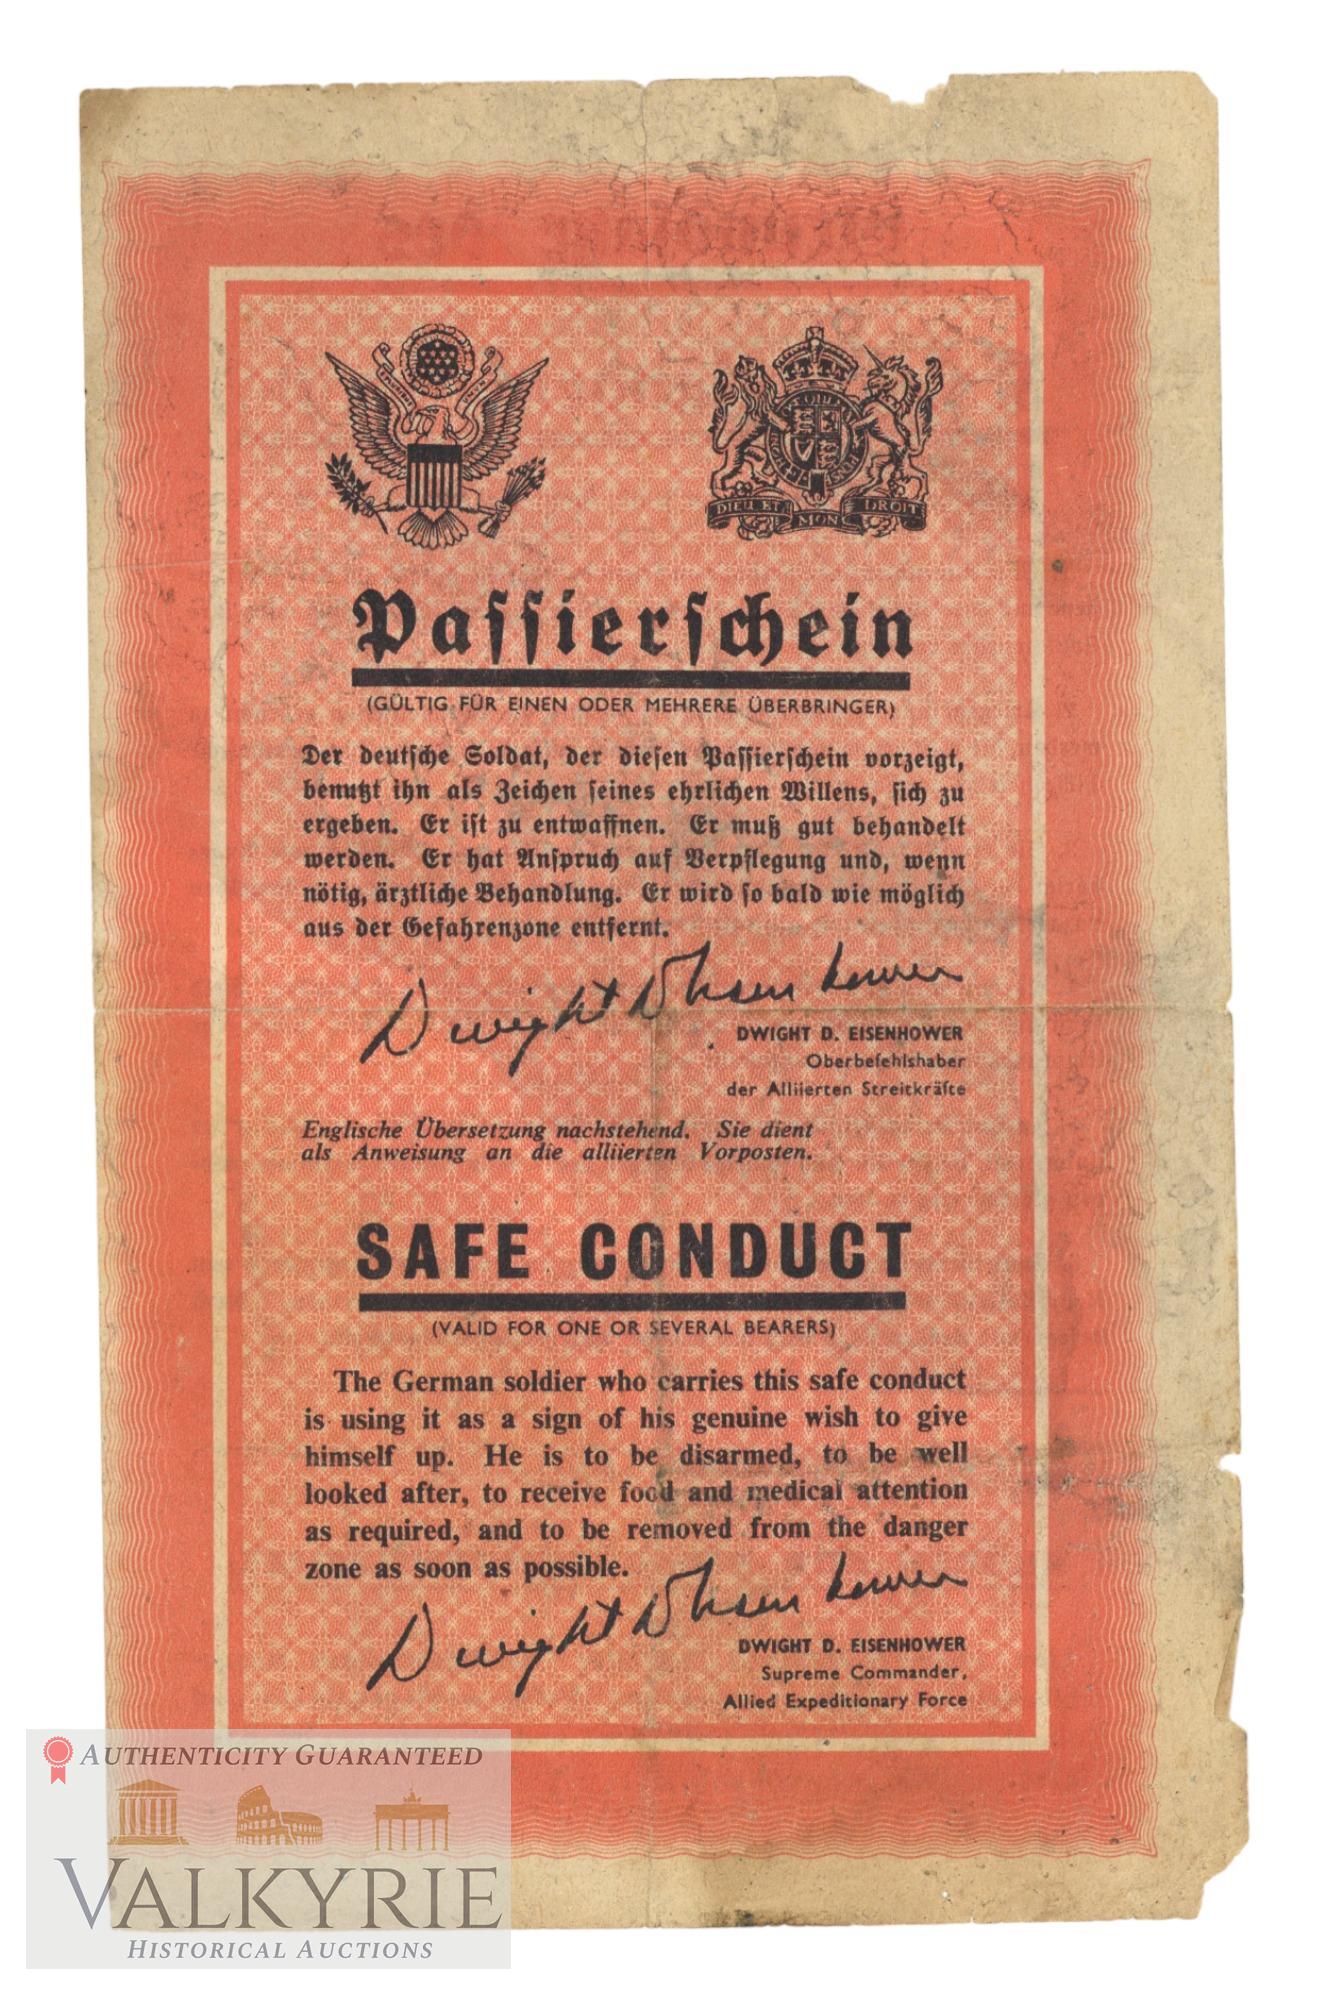 DIEU ET MON DROIT
Paſſierſchein
(GÜLTIG FÜR EINEN ODER MEHRERE ÜBERBRINGER)
Der deutſche Soldat, der dieſen Paſſierſchein vorzeigt,
benutzt ihn als Zeichen ſeines ehrlichen Willens, ſich zu
ergeben. Er iſt zu entwaffnen. Er muß gut behandelt
werden. Er hat Anſpruch auf Verpflegung und, wenn
nötig, ärztliche Behandlung. Er wird ſo bald wie möglich
aus der Gefahrenzone entfernt.
Dwight D Eisenhower
DWIGHT D. EISENHOWER
Oberbefehlshaber
der Alliierten Streitkräfte
Englische Übersetzung nachstehend. Sie dient
als Anweisung an die alliierten Vorposten.
SAFE CONDUCT
(VALID FOR ONE OR SEVERAL BEARERS)
The German soldier who carries this safe conduct
is using it as a sign of his genuine wish to give
himself up. He is to be disarmed, to be well
looked after, to receive food and medical attention
as required, and to be removed from the danger
zone as soon as possible.
Dwight D Eisenhower
DWIGHT D. EISENHOWER
Supreme Commander,
Allied Expeditionary Force
AUTHENTICITY GUARANTEED
VALKYRIE
HISTORICAL AUCTIONS